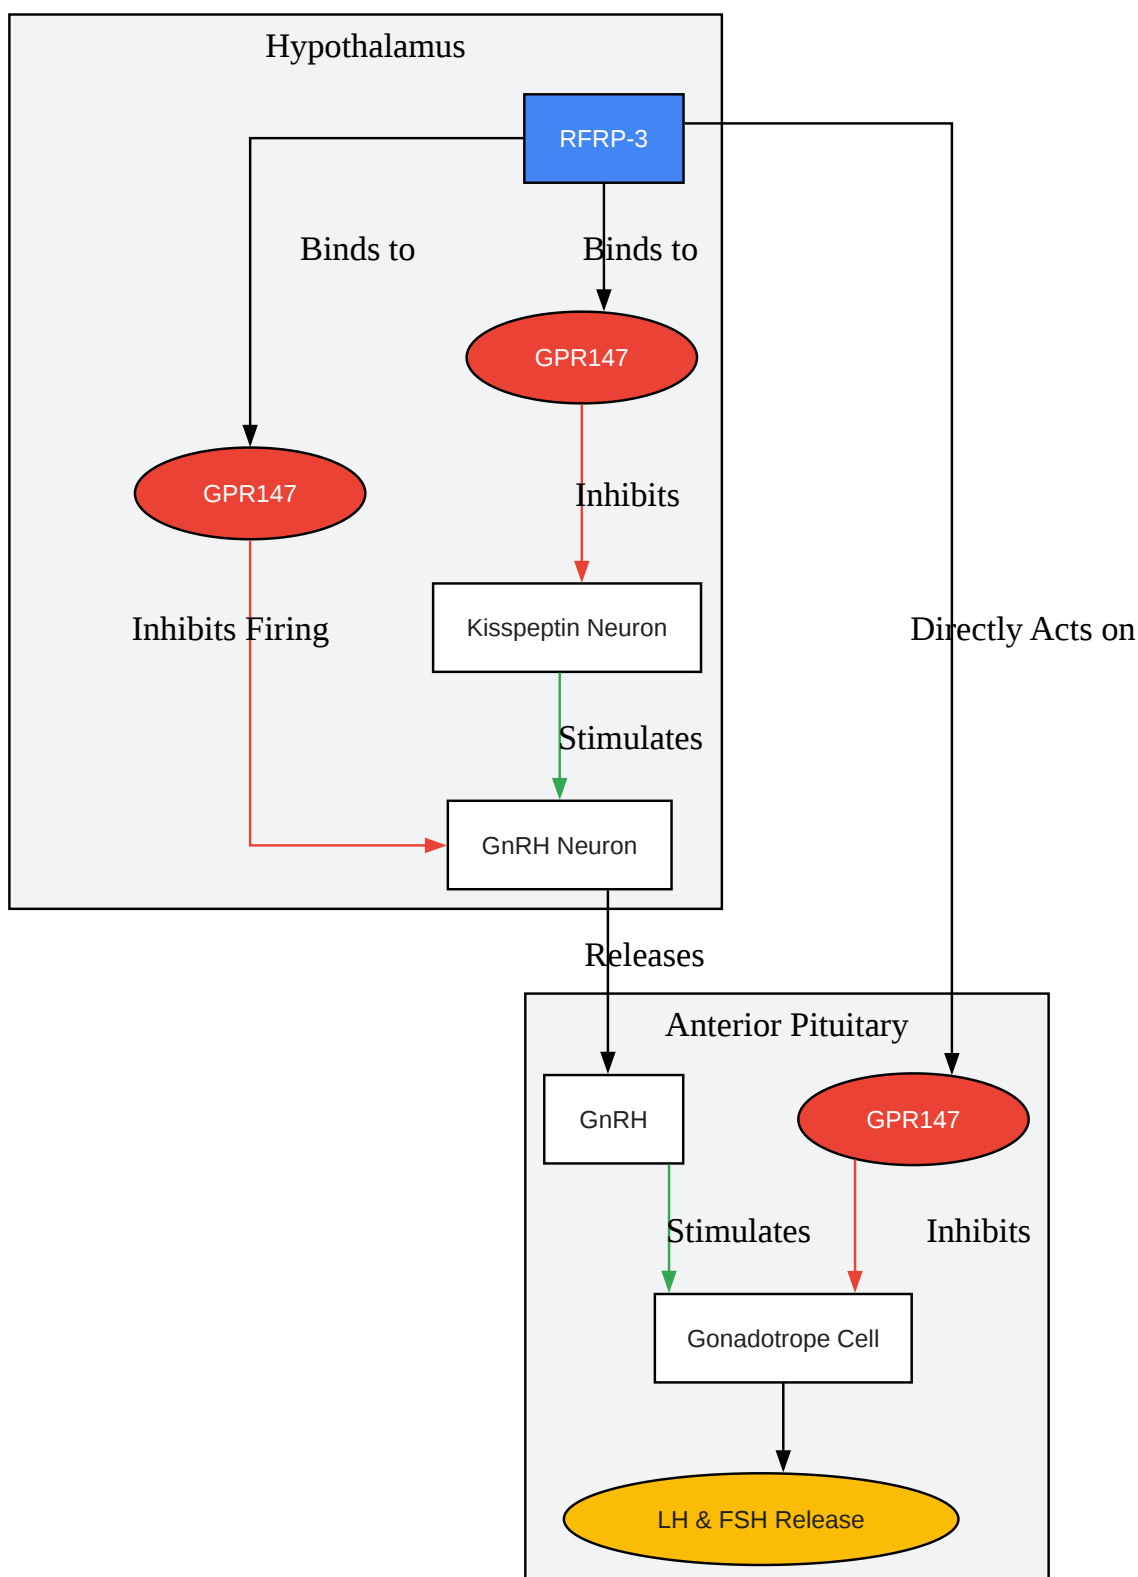 Hypothalamus
RFRP-3
Binds to
Binds to
GPR147
GPR147
Inhibits
Inhibits Firing
Kisspeptin Neuron
Directly Acts on
Stimulates
GnRH Neuron
Releases
Anterior Pituitary
GnRH
GPR147
Stimulates
Inhibits
Gonadotrope Cell
LH & FSH Release